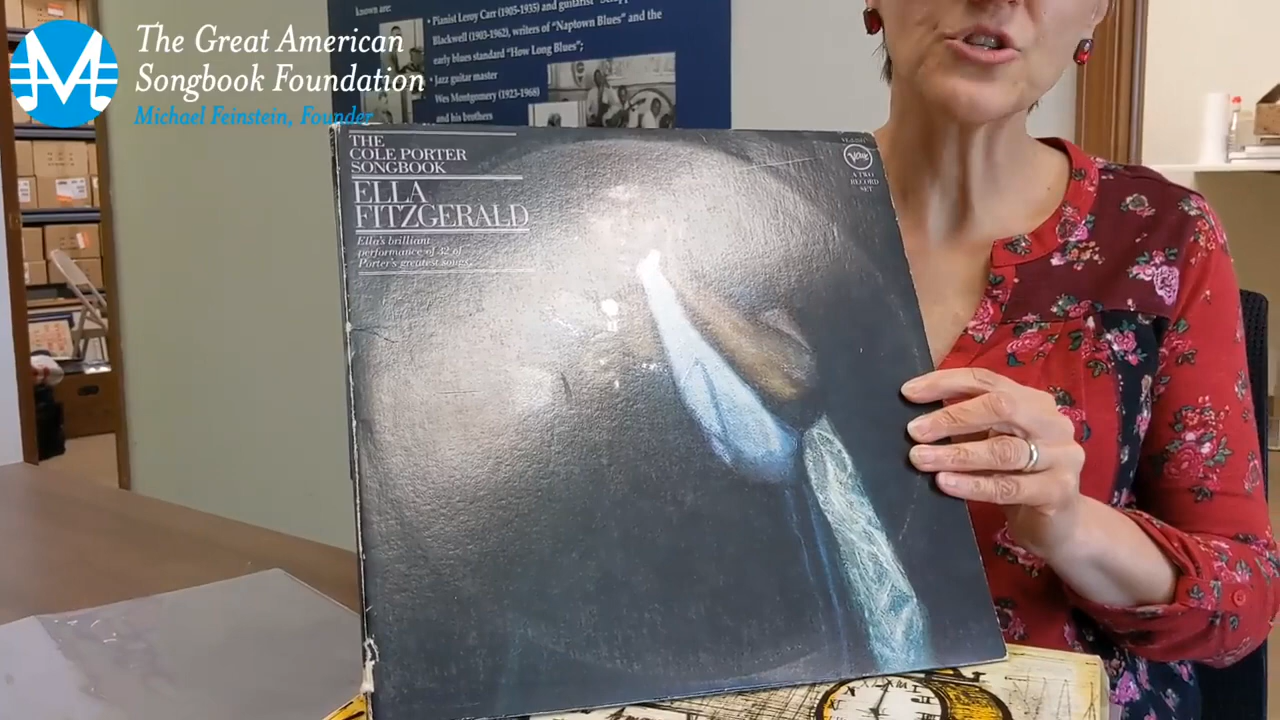 The Great American
Songbook Foundation
Michael Feinstein, Founder
known are:
• Pianist Leroy Carr (1905-1935) and guitarist
Blackwell (1903-1962), writers of "Naptown Blues" and the
early blues standard "How Long Blues";
• Jazz guitar master
Wes Montgomery (1923-1968)
and his brothers
THE
COLE PORTER
SONGBOOK
ELLA
FITZGERALD
Ella's brilliant
performance of 32 of
Porter's greatest songs.
Verve
A TWO
RECORD
SET